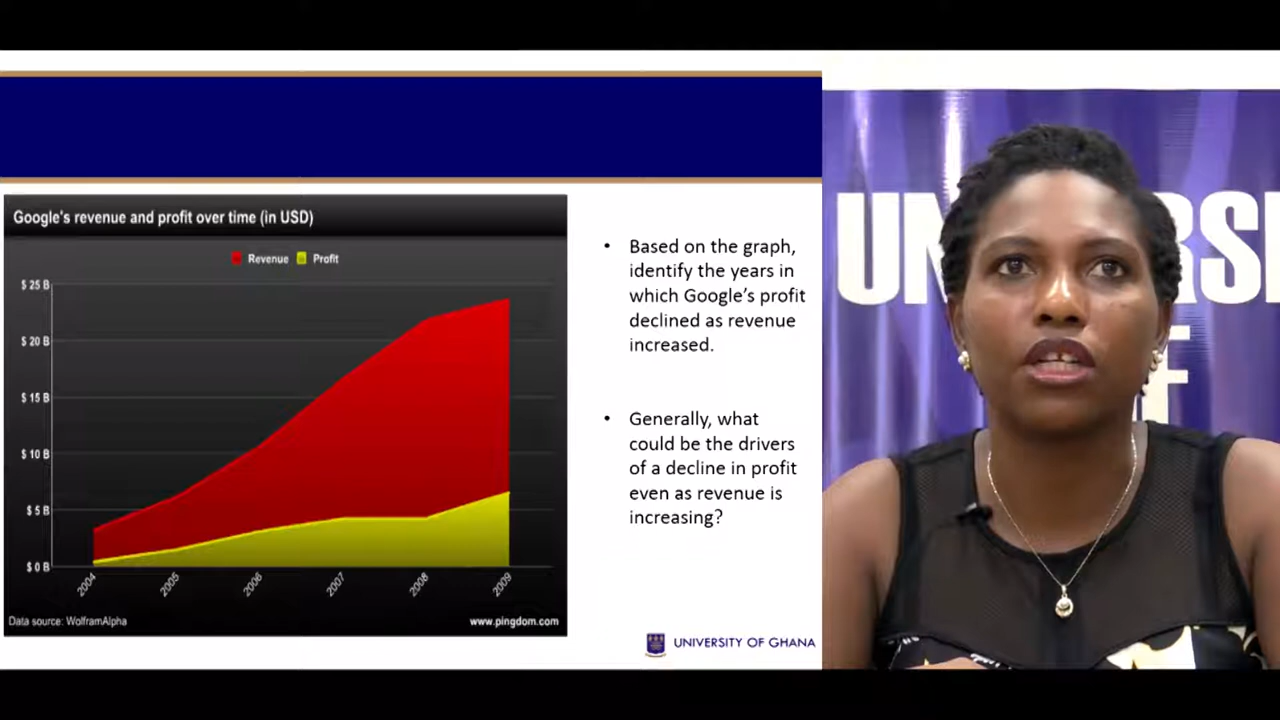 Google's revenue and profit over time (in USD)
Revenue Profit
$ 25 B
$ 20 B
$ 15 B
$ 10 B
$ 5 B
$ 0 B
2004 2005 2006 2007 2008 2009
Data source: WolframAlpha
www.pingdom.com
• Based on the graph,
identify the years in
which Google's profit
declined as revenue
increased.
• Generally, what
could be the drivers
of a decline in profit
even as revenue is
increasing?
UNIVERSITY OF GHANA